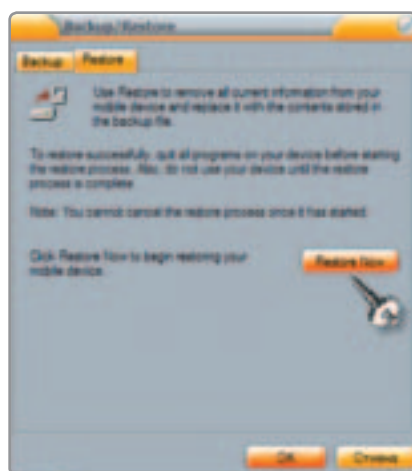 Backup/Restore
Backup Restore
Use Restore to remove all current information from your
mobile device and replace it with the contents stored in
the backup file.
To restore successfully, quit all programs on your device before starting
the restore process. Also, do not use your device until the restore
process is complete.
Note: You cannot cancel the restore process once it has started.
Click Restore Now to begin restoring your
mobile device.
Restore Now
OK Отмена